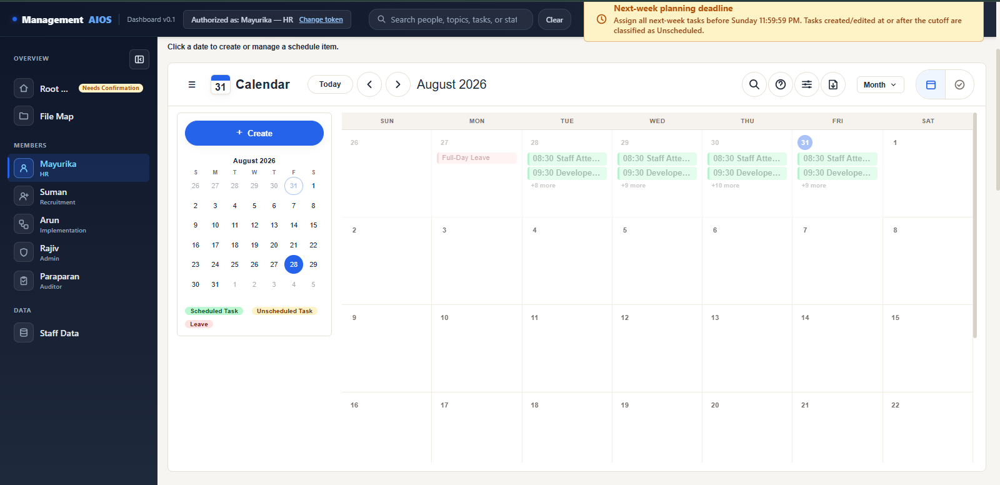 Management AIOS
Dashboard v0.1
Authorized as: Mayurika — HR Change token
Search people, topics, tasks, or stat
Clear
Next-week planning deadline
Assign all next-week tasks before Sunday 11:59:59 PM. Tasks created/edited at or after the cutoff are
classified as Unscheduled.
OVERVIEW
Root ... Needs Confirmation
File Map
MEMBERS
Mayurika
HR
Suman
Recruitment
Arun
Implementation
Rajiv
Admin
Paraparan
Auditor
DATA
Staff Data
Click a date to create or manage a schedule item.
31 Calendar
Today
August 2026
Month
+ Create
August 2026
S M T W T F S
26 27 28 29 30 31 1
2 3 4 5 6 7 8
9 10 11 12 13 14 15
16 17 18 19 20 21 22
23 24 25 26 27 28 29
30 31 1 2 3 4 5
Scheduled Task Unscheduled Task
Leave
SUN MON TUE WED THU FRI SAT
26 27 28 29 30 31 1
Full-Day Leave
08:30 Staff Atte... 08:30 Staff Atte... 08:30 Staff Atte... 08:30 Staff Atte...
09:30 Develope... 09:30 Develope... 09:30 Develope... 09:30 Develope...
+8 more +9 more +10 more +9 more
2 3 4 5 6 7 8
9 10 11 12 13 14 15
16 17 18 19 20 21 22